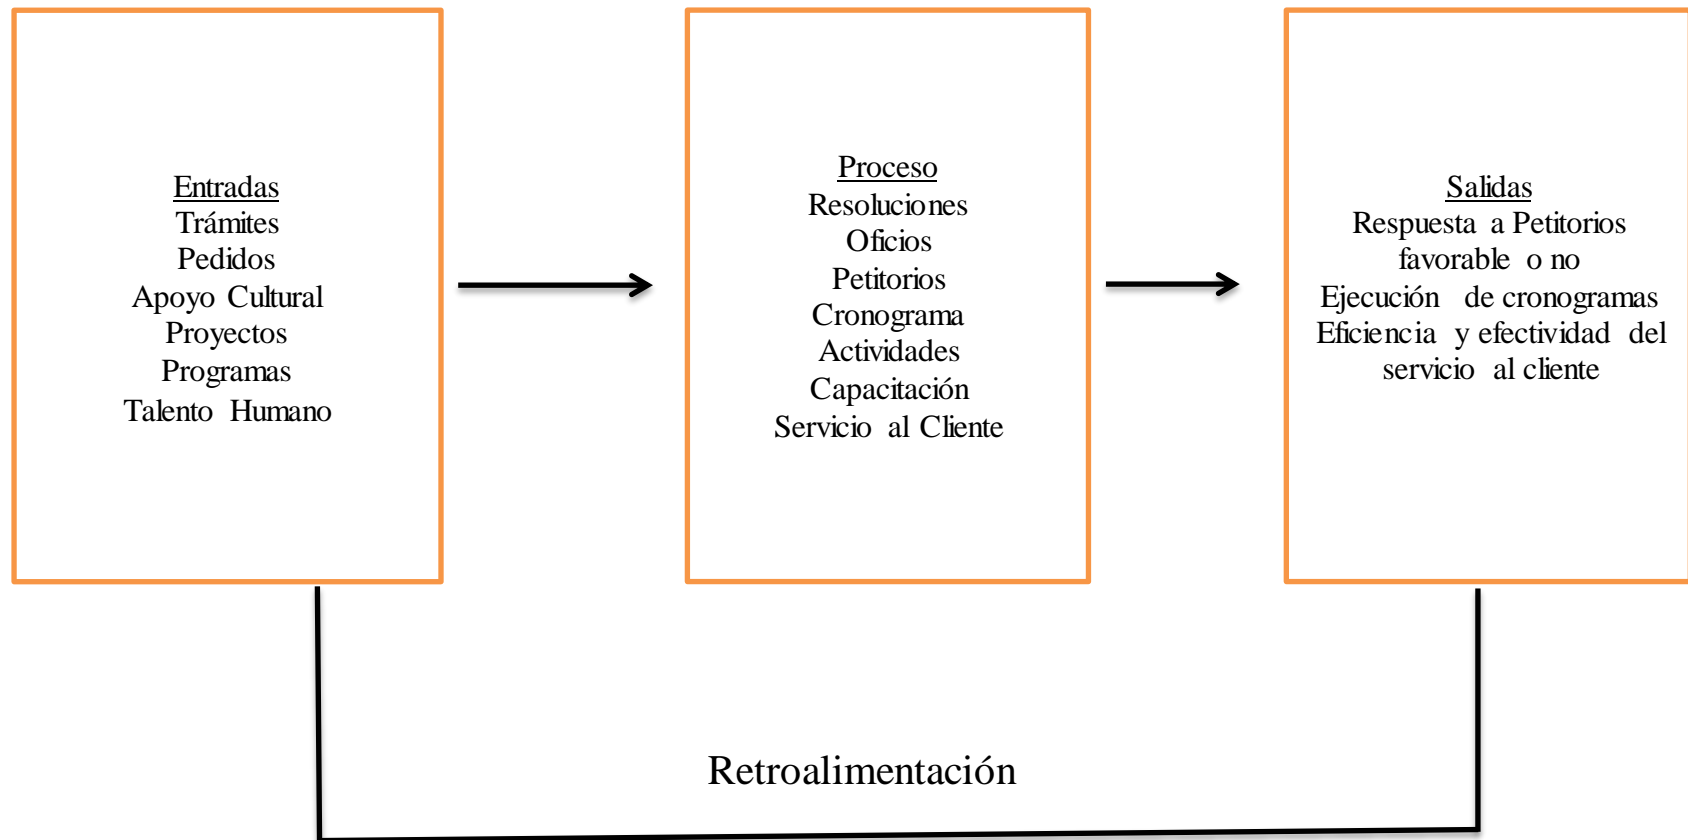 Entradas
Trámites
Pedidos
Apoyo Cultural
Proyectos
Programas
Talento Humano
Proceso
Resoluciones
Oficios
Petitorios
Cronograma
Actividades
Capacitación
Servicio al Cliente
Salidas
Respuesta a Petitorios
favorable o no
Ejecución de cronogramas
Eficiencia y efectividad del
servicio al cliente
Retroalimentación